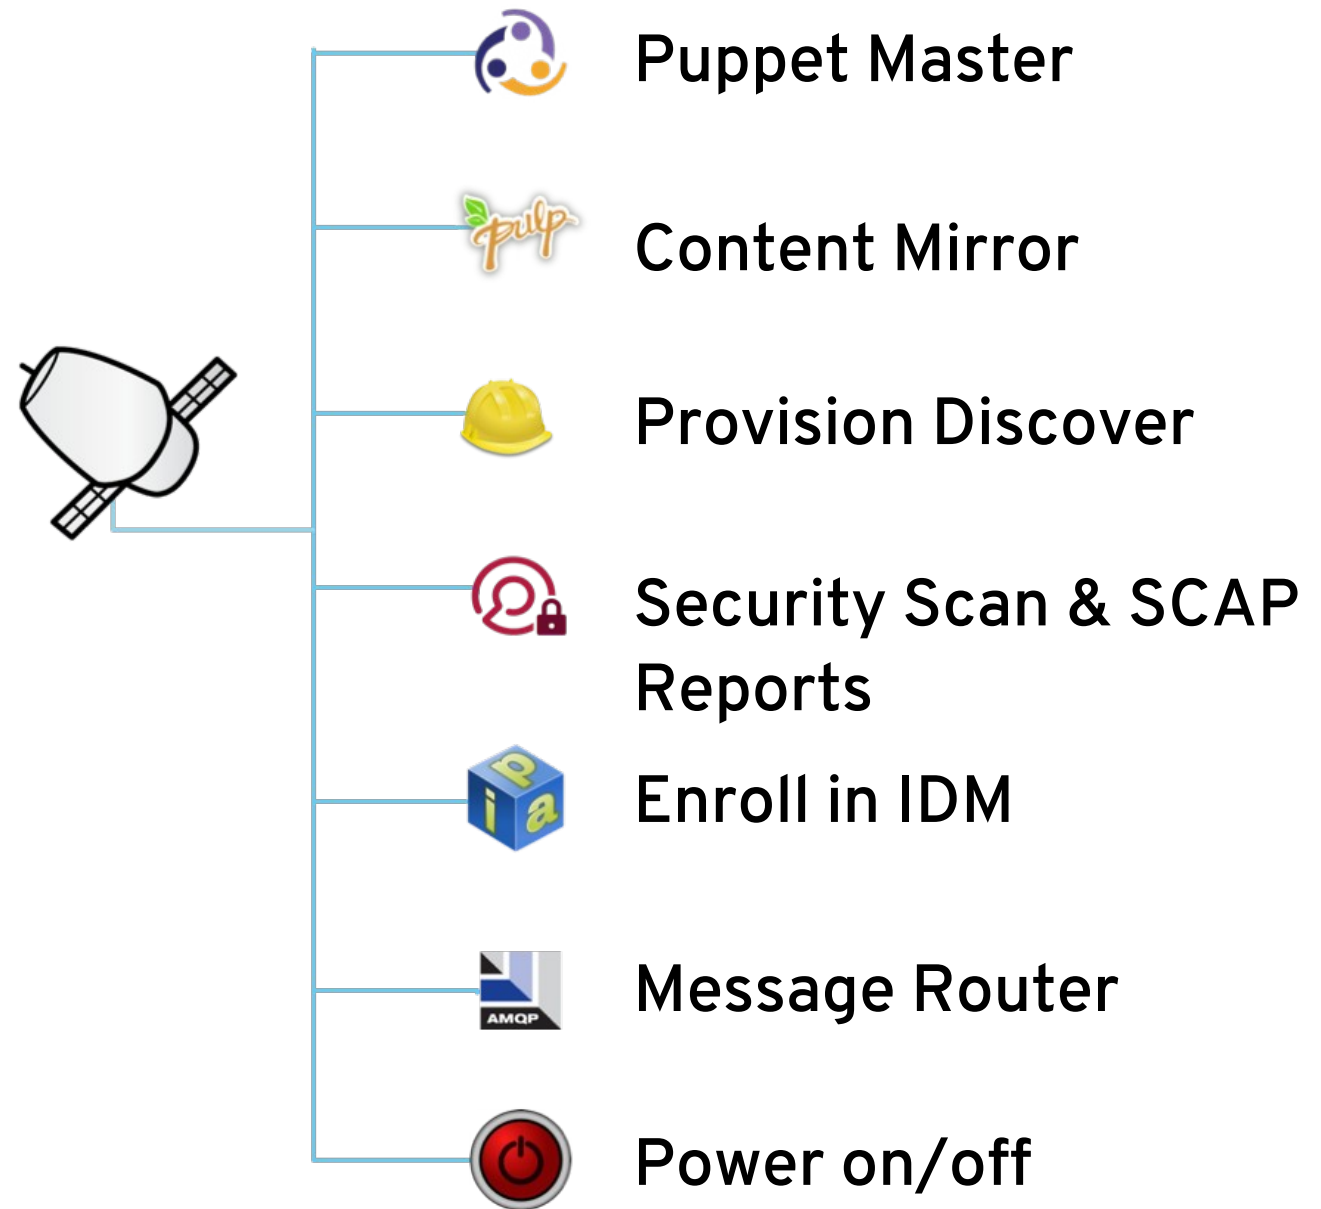 Puppet Master
pulp
Content Mirror
Provision Discover
Security Scan & SCAP
Reports
p
i a
Enroll in IDM
AMQP
Message Router
Power on/off